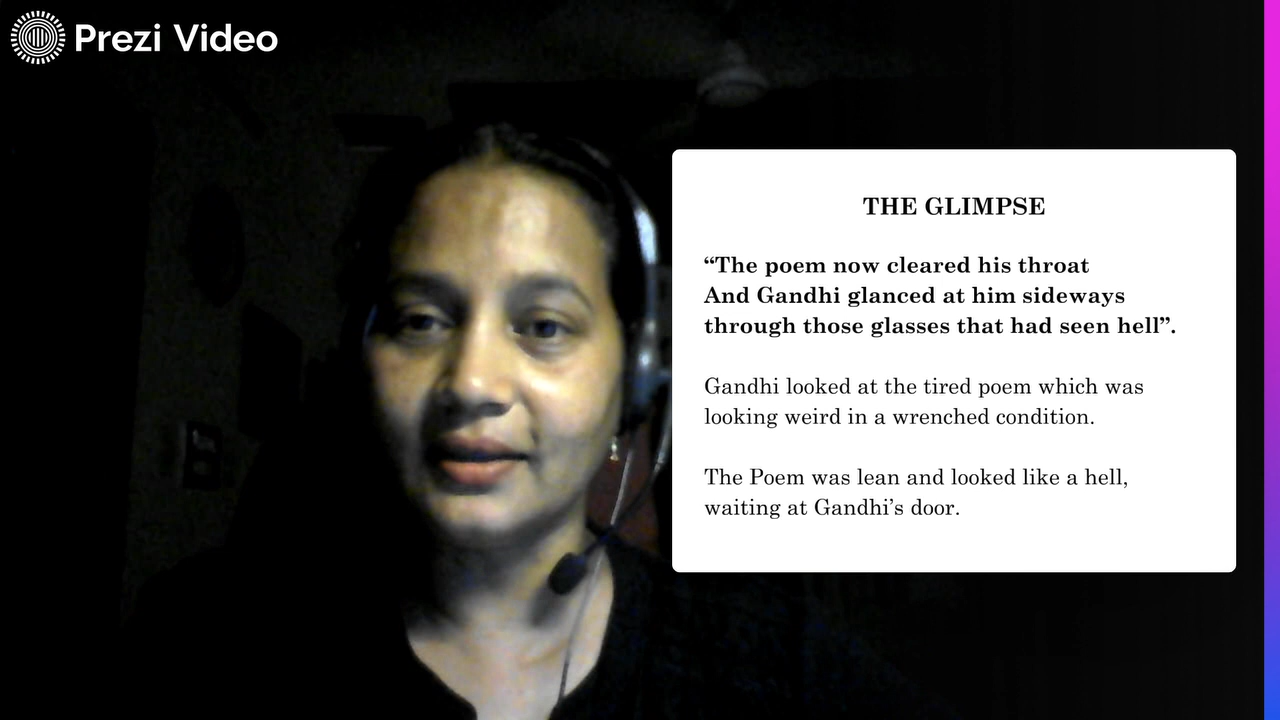 Prezi Video
THE GLIMPSE
“The poem now cleared his throat
And Gandhi glanced at him sideways
through those glasses that had seen hell”.
Gandhi looked at the tired poem which was
looking weird in a wrenched condition.
The Poem was lean and looked like a hell,
waiting at Gandhi’s door.